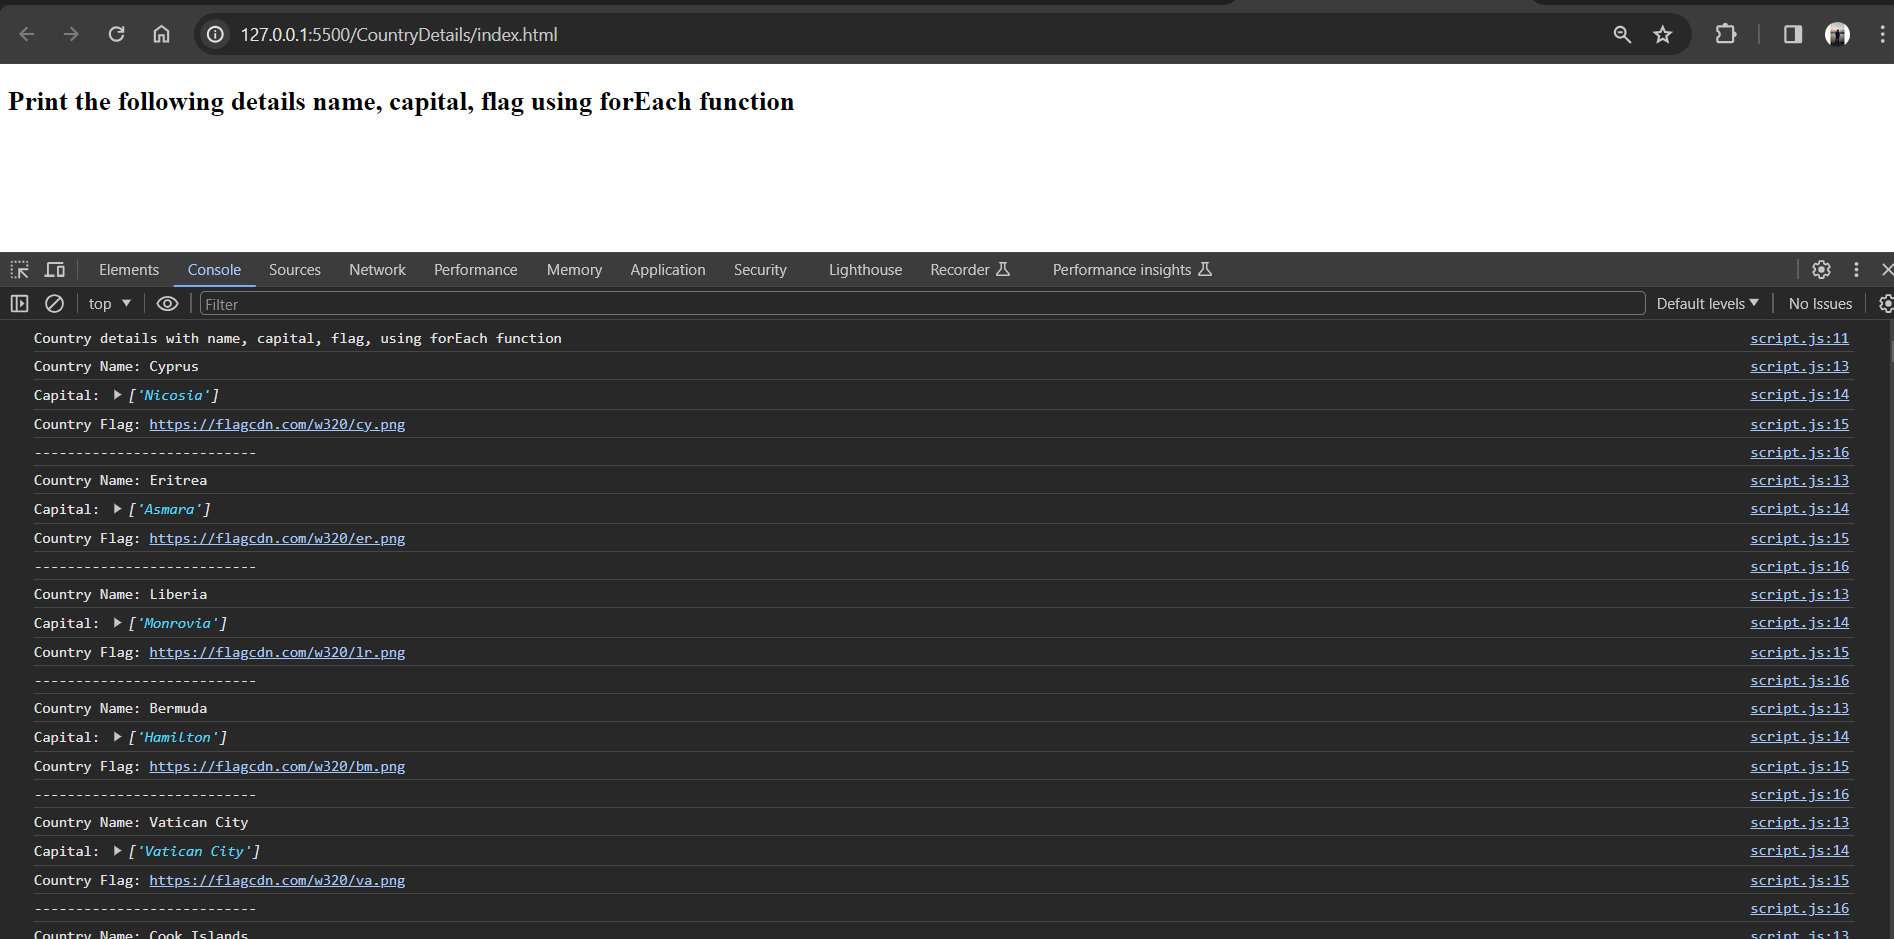 127.0.0.1:5500/CountryDetails/index.html
Print the following details name, capital, flag using forEach function
Elements Console Sources Network Performance Memory Application Security Lighthouse Recorder Performance insights
top Filter Default levels No Issues
Country details with name, capital, flag, using forEach function script.js:11
Country Name: Cyprus script.js:13
Capital: ['Nicosia'] script.js:14
Country Flag: https://flagcdn.com/w320/cy.png script.js:15
--------------------------- script.js:16
Country Name: Eritrea script.js:13
Capital: ['Asmara'] script.js:14
Country Flag: https://flagcdn.com/w320/er.png script.js:15
--------------------------- script.js:16
Country Name: Liberia script.js:13
Capital: ['Monrovia'] script.js:14
Country Flag: https://flagcdn.com/w320/lr.png script.js:15
--------------------------- script.js:16
Country Name: Bermuda script.js:13
Capital: ['Hamilton'] script.js:14
Country Flag: https://flagcdn.com/w320/bm.png script.js:15
--------------------------- script.js:16
Country Name: Vatican City script.js:13
Capital: ['Vatican City'] script.js:14
Country Flag: https://flagcdn.com/w320/va.png script.js:15
--------------------------- script.js:16
Country Name: Cook Islands script.js:13